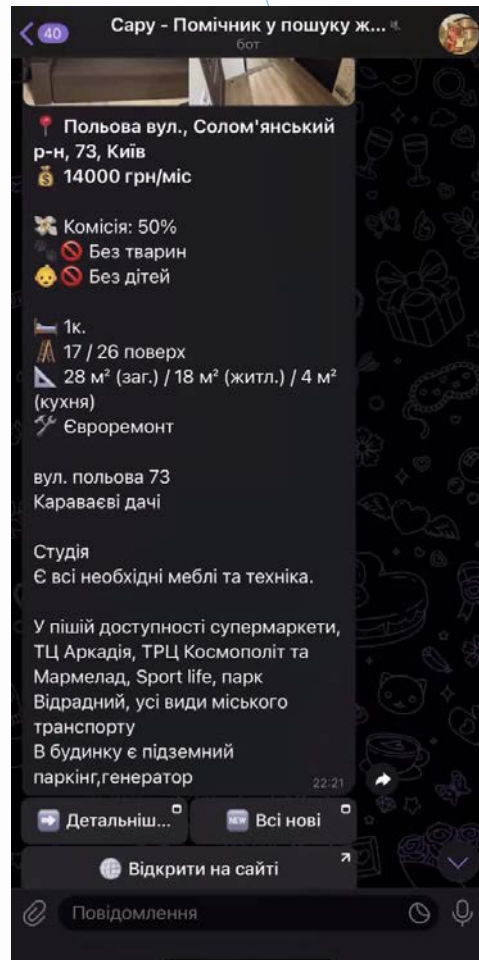 40
Сару - Помічник у пошуку ж...
бот
Польова вул., Солом'янський
р-н, 73, Київ
14000 грн/міс
Комісія: 50%
Без тварин
Без дітей
1к.
17 / 26 поверх
28 м² (заг.) / 18 м² (житл.) / 4 м²
(кухня)
Євроремонт
вул. польова 73
Караваєві дачі
Студія
Є всі необхідні меблі та техніка.
У пішій доступності супермаркети,
ТЦ Аркадія, ТРЦ Космополіт та
Мармелад, Sport life, парк
Відрадний, усі види міського
транспорту
В будинку є підземний
паркінг,генератор
22:21
Детальніш...
NEW Всі нові
Відкрити на сайті
Повідомлення